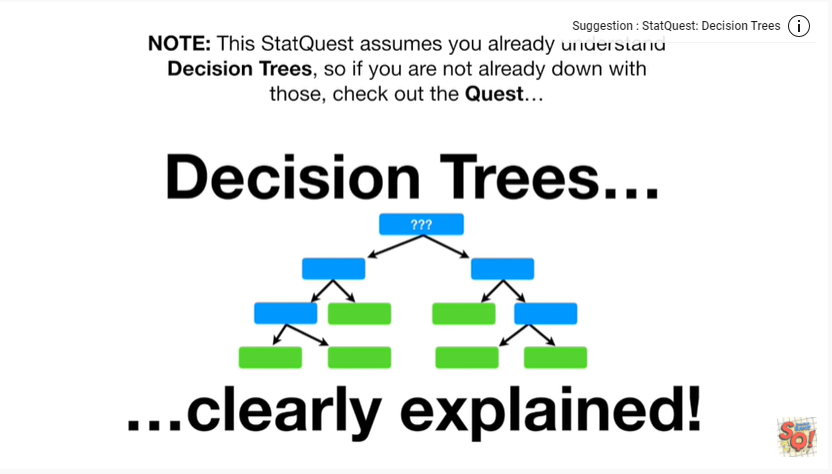 Suggestion : StatQuest: Decision Trees
NOTE: This StatQuest assumes you already understand
Decision Trees, so if you are not already down with
those, check out the Quest…
Decision Trees…
???
…clearly explained!
SQ!